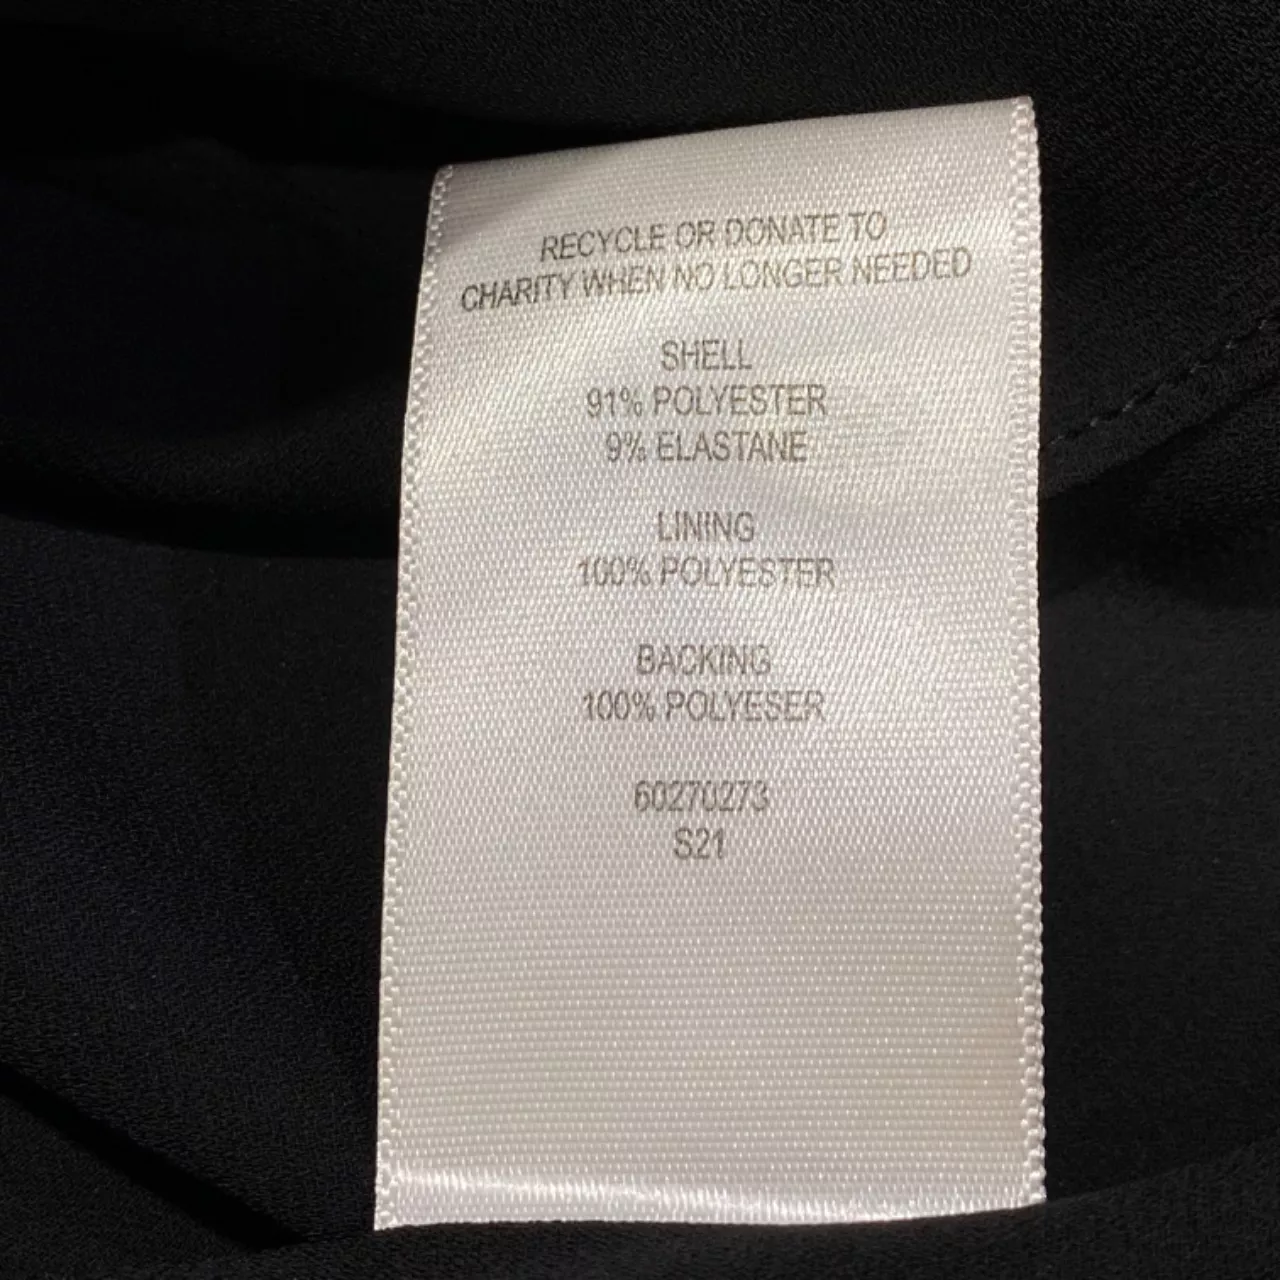 RECYCLE OR DONATE TO
CHARITY WHEN NO LONGER NEEDED
SHELL
91% POLYESTER
9% ELASTANE
LINING
100% POLYESTER
BACKING
100% POLYESER
60270273
S21